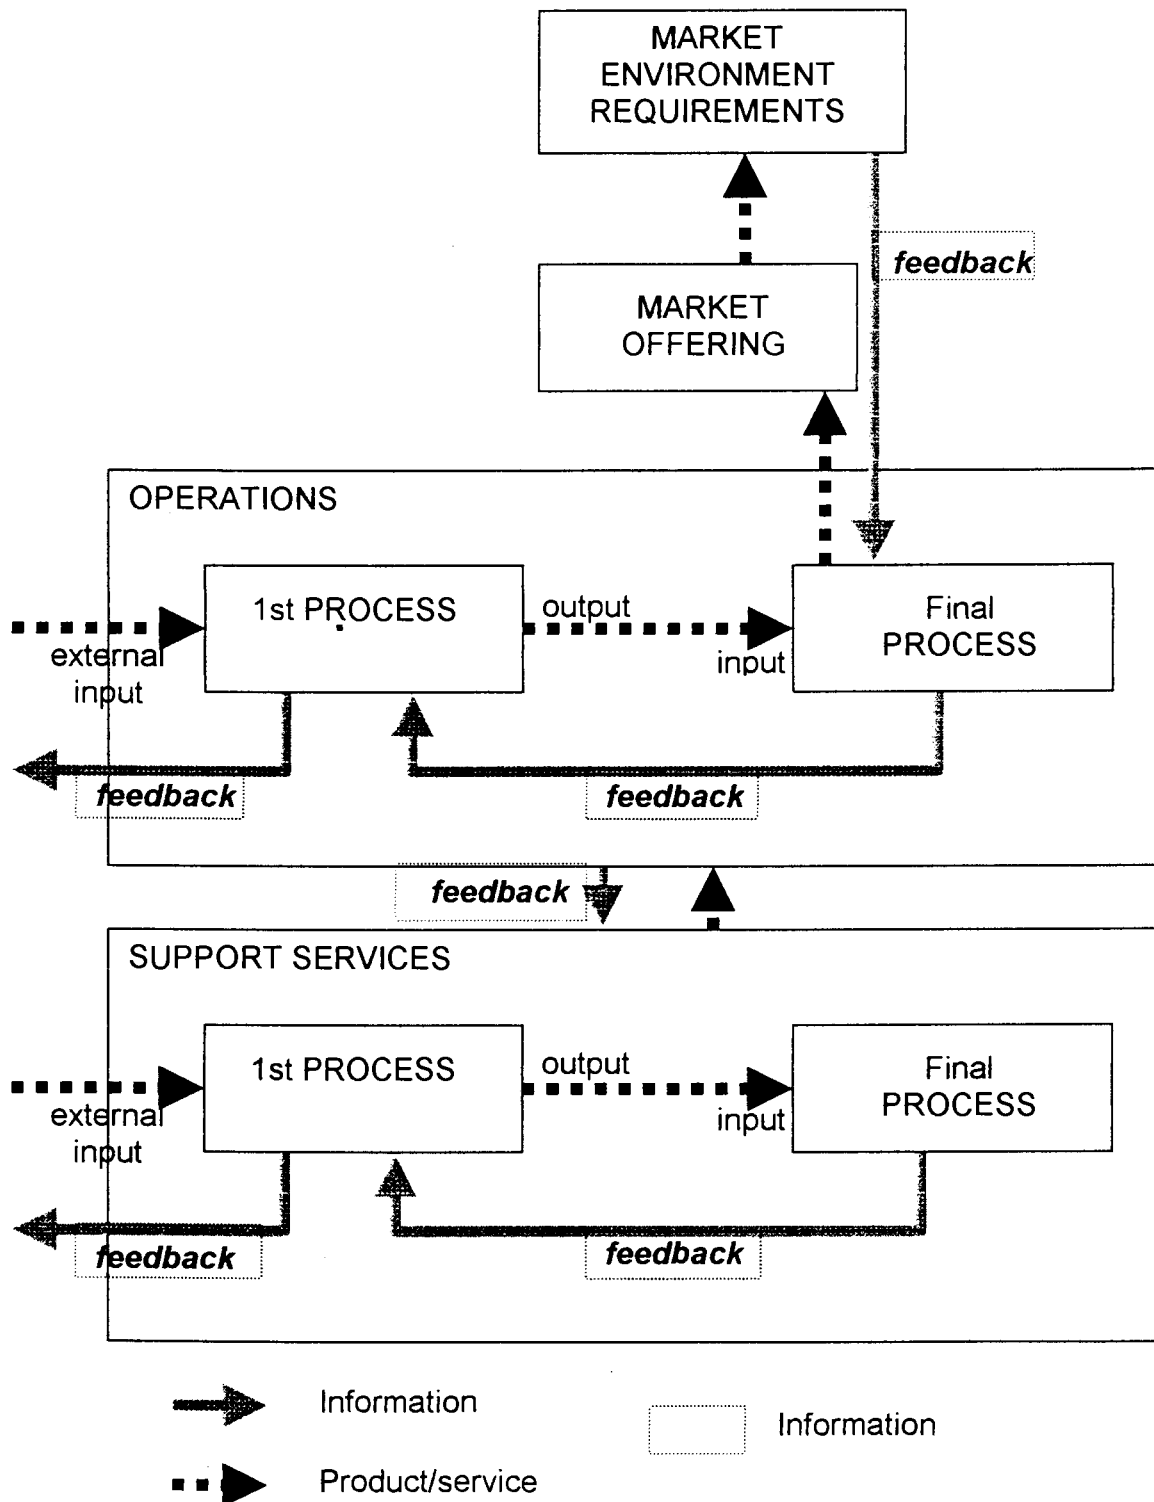 MARKET
ENVIRONMENT
REQUIREMENTS
feedback
MARKET
OFFERING
OPERATIONS
1st PROCESS
output
input
Final
PROCESS
external
input
feedback
feedback
feedback
SUPPORT SERVICES
1st PROCESS
output
input
Final
PROCESS
external
input
feedback
feedback
Information
Information
Product/service